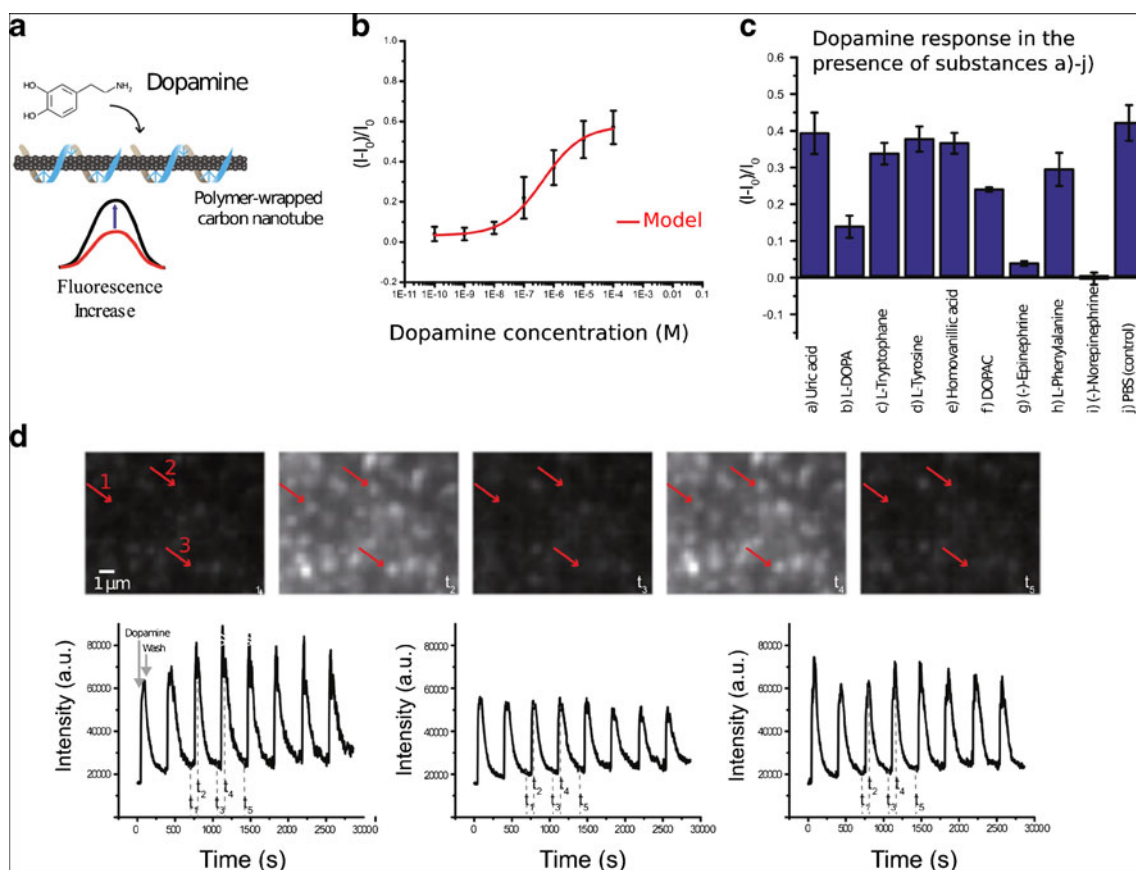 a
HO
HO
NH2
Dopamine
Polymer-wrapped
carbon nanotube
Fluorescence
Increase
b
(I-I0)/I0
0.8
0.6
0.4
0.2
0.0
-0.2
Model
1E-11 1E-10 1E-9 1E-8 1E-7 1E-6 1E-5 1E-4 1E-3 0.01 0.1
Dopamine concentration (M)
c
Dopamine response in the
presence of substances a)-j)
(I-I0)/I0
0.6
0.5
0.4
0.3
0.2
0.1
0.0
-0.1
a) Uric acid
b) L-DOPA
c) L-Tryptophane
d) L-Tyrosine
e) Homovanillic acid
f) DOPAC
g) (-)-Epinephrine
h) L-Phenylalanine
i) (-)-Norepinephrine
j) PBS (control)
d
1
2
3
1 μm
1
t2
t3
t4
t5
Intensity (a.u.)
80000
60000
40000
20000
0
Dopamine
Wash
t1 t2 t3 t4 t5
0 500 1000 1500 2000 25000 30000
Time (s)
Intensity (a.u.)
80000
60000
40000
20000
0
t1 t2 t3 t4 t5
0 500 1000 1500 2000 2500 30000
Time (s)
Intensity (a.u.)
80000
60000
40000
20000
0
t1 t2 t3 t4 t5
0 500 1000 1500 2000 2500 30000
Time (s)